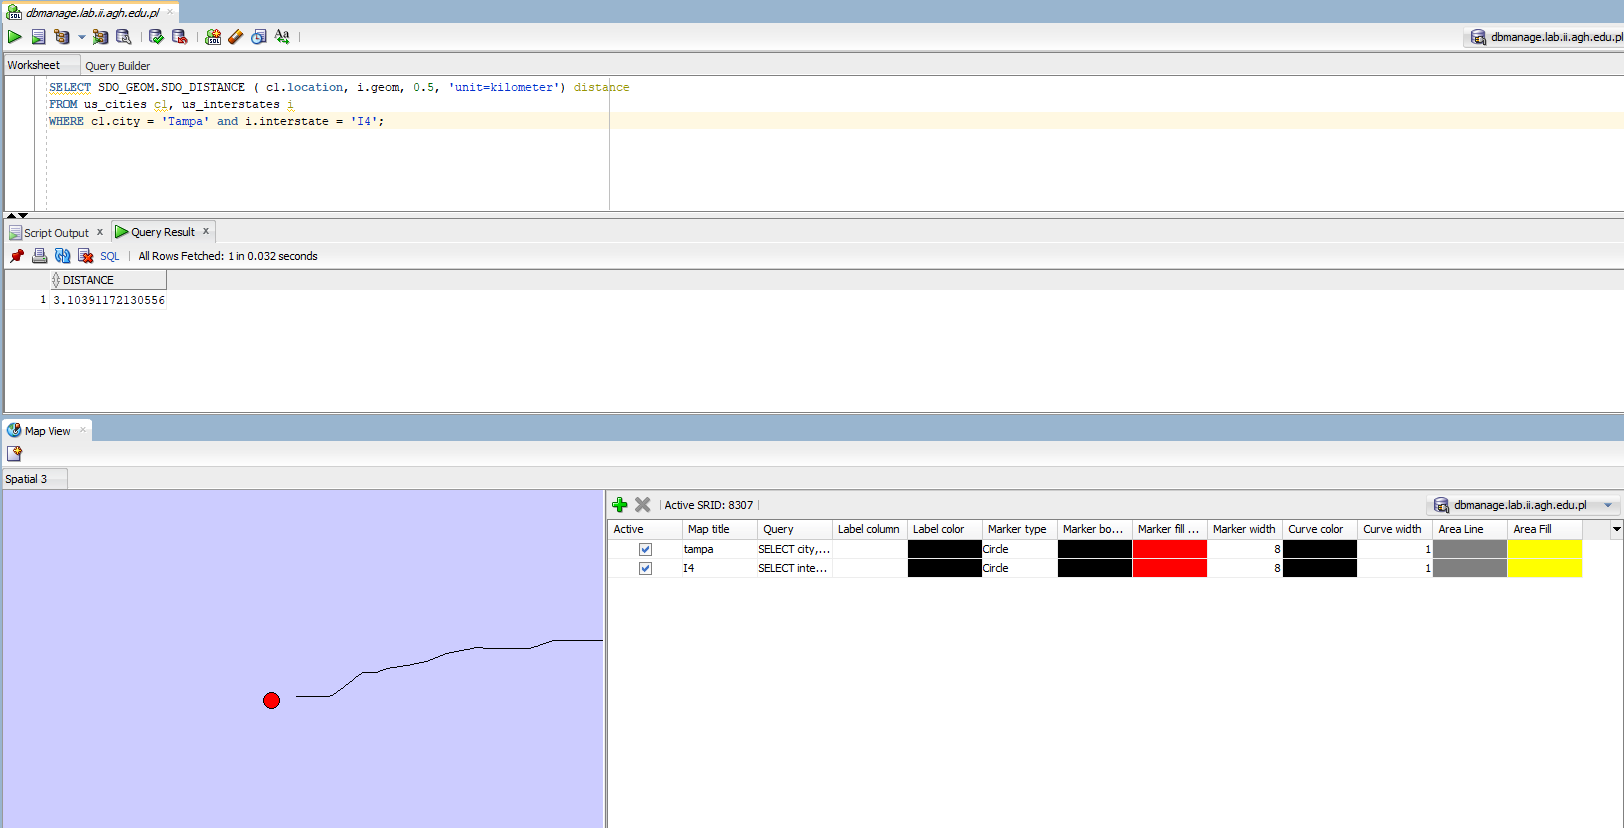 dbmanage.lab.ii.agh.edu.pl
dbmanage.lab.ii.agh.edu.pl
Worksheet Query Builder
SELECT SDO_GEOM.SDO_DISTANCE ( c1.location, i.geom, 0.5, 'unit=kilometer') distance
FROM us_cities c1, us_interstates i
WHERE c1.city = 'Tampa' and i.interstate = 'I4';
Script Output x Query Result x
SQL | All Rows Fetched: 1 in 0.032 seconds
DISTANCE
1 3.10391172130556
Map View
Spatial 3
Active SRID: 8307 dbmanage.lab.ii.agh.edu.pl
Active Map title Query Label column Label color Marker type Marker bo... Marker fill ... Marker width Curve color Curve width Area Line Area Fill
tampa SELECT city,... Circle 8 1
I4 SELECT inte... Circle 8 1